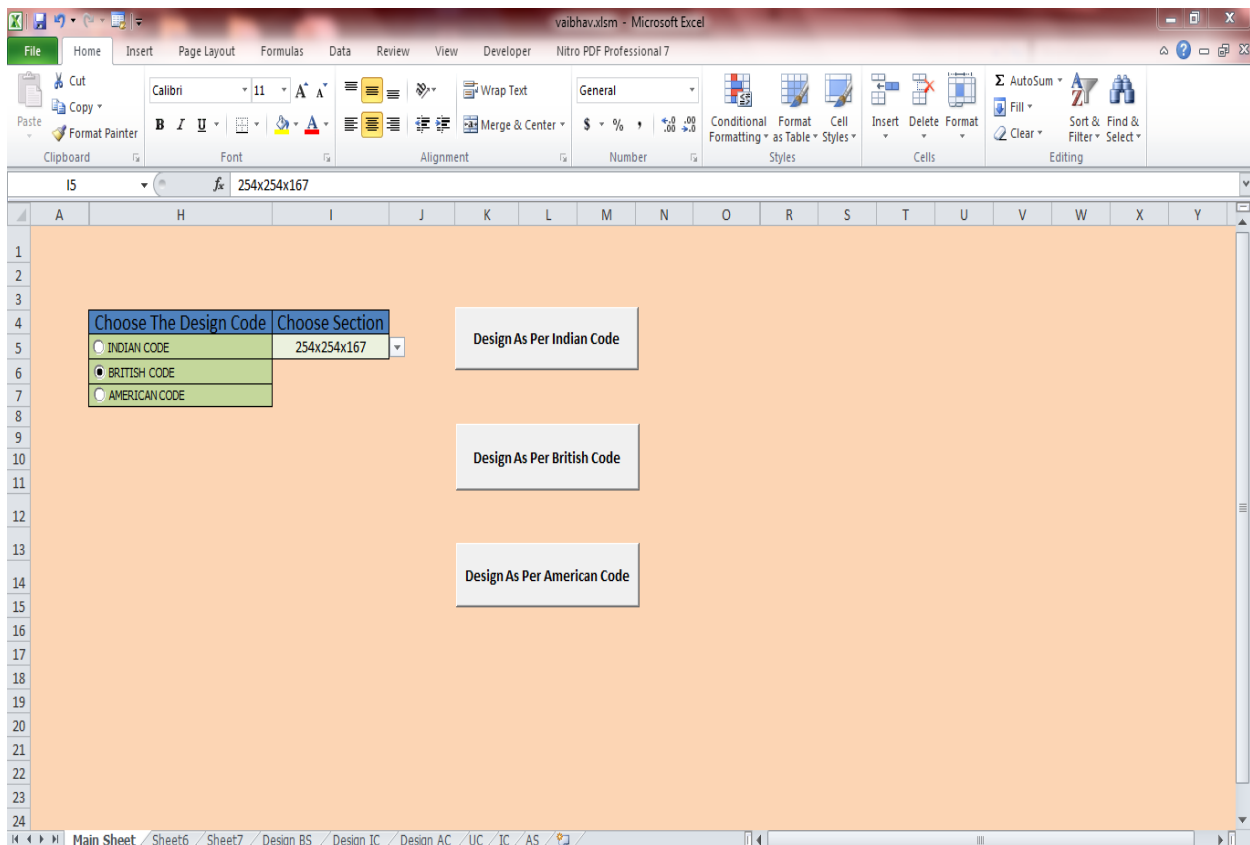 vaibhav.xlsm - Microsoft Excel
File Home Insert Page Layout Formulas Data Review View Developer Nitro PDF Professional 7
Paste Cut Calibri 11 A A Wrap Text General Conditional Formatting Format as Table Cell Styles Insert Delete Format Σ AutoSum Sort & Filter Find & Select
Copy Fill
Format Painter B I U A Merge & Center $ % , .0 .00 .00 .0 Clear
Clipboard Font Alignment Number Styles Cells Editing
I5 fx 254x254x167
A H I J K L M N O R S T U V W X Y
1
2
3
4 Choose The Design Code Choose Section
5 INDIAN CODE 254x254x167 Design As Per Indian Code
6 BRITISH CODE
7 AMERICAN CODE
8
9
10 Design As Per British Code
11
12
13
14 Design As Per American Code
15
16
17
18
19
20
21
22
23
24
Main Sheet Sheet6 Sheet7 Design BS Design IC Design AC UC IC AS